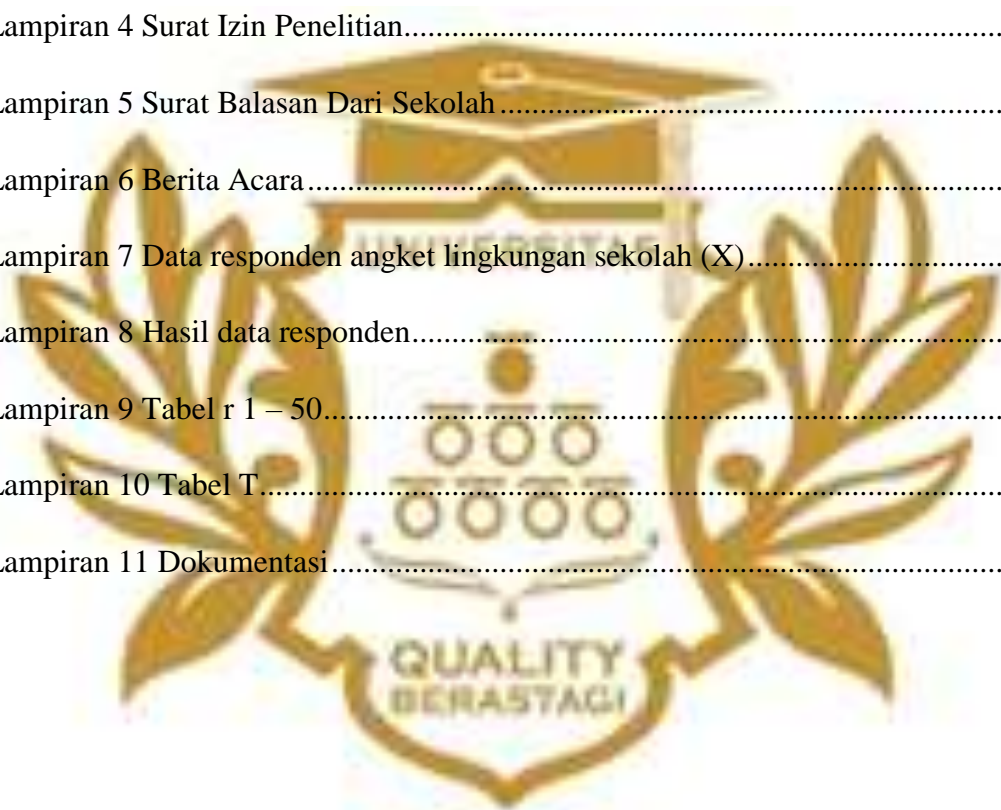 Lampiran 4 Surat Izin Penelitian
Lampiran 5 Surat Balasan Dari Sekolah
Lampiran 6 Berita Acara
UNIVERSITAS
Lampiran 7 Data responden angket lingkungan sekolah (X)
Lampiran 8 Hasil data responden
Lampiran 9 Tabel r 1 – 50
Lampiran 10 Tabel T
Lampiran 11 Dokumentasi
QUALITY
BERASTAGI